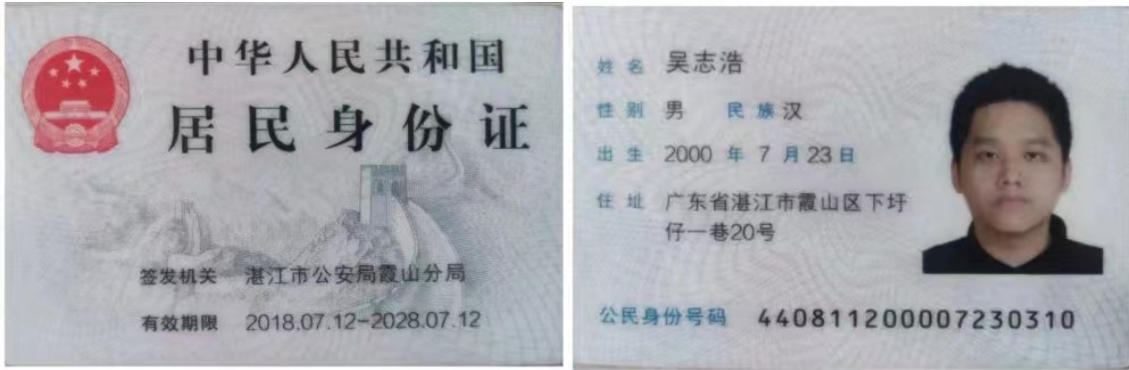 中华人民共和国
居民身份证
签发机关 湛江市公安局霞山分局
有效期限 2018.07.12-2028.07.12
姓名 吴志浩
性别 男 民族 汉
出生 2000 年 7 月 23 日
住址 广东省湛江市霞山区下圩
仔一巷20号
公民身份号码 440811200007230310